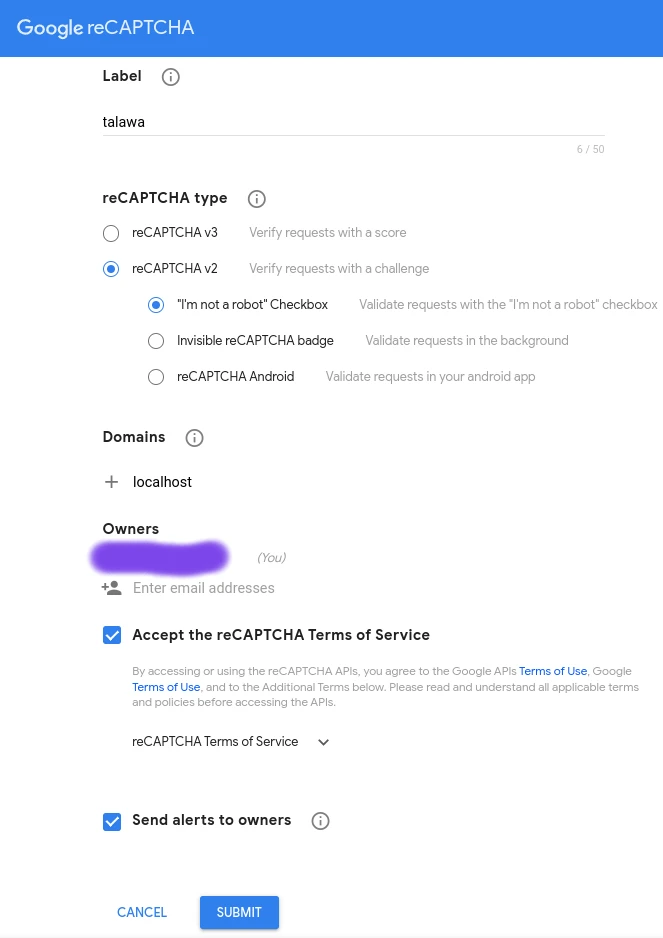 Google reCAPTCHA
Label
talawa
6 / 50
reCAPTCHA type
reCAPTCHA v3 Verify requests with a score
reCAPTCHA v2 Verify requests with a challenge
"I'm not a robot" Checkbox Validate requests with the "I'm not a robot" checkbox
Invisible reCAPTCHA badge Validate requests in the background
reCAPTCHA Android Validate requests in your android app
Domains
localhost
Owners
(You)
Enter email addresses
Accept the reCAPTCHA Terms of Service
By accessing or using the reCAPTCHA APIs, you agree to the Google APIs Terms of Use, Google
Terms of Use, and to the Additional Terms below. Please read and understand all applicable terms
and policies before accessing the APIs.
reCAPTCHA Terms of Service
Send alerts to owners
CANCEL SUBMIT